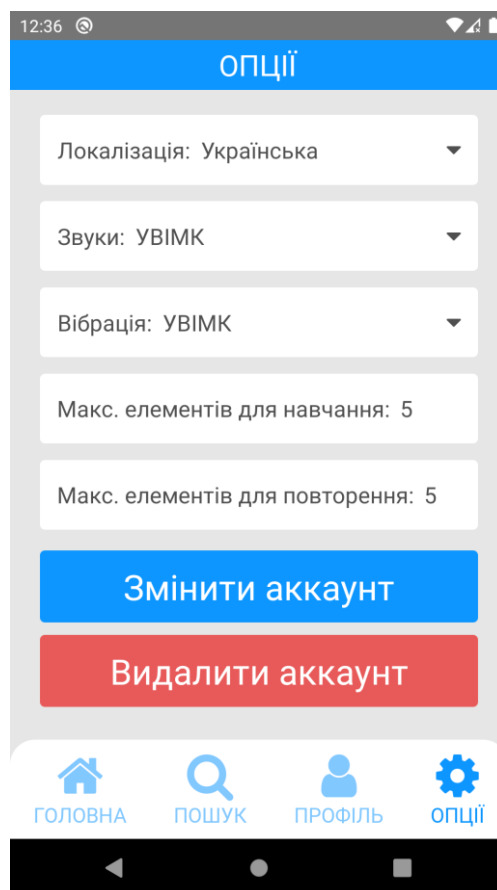 12:36
ОПЦІЇ
Локалізація: Українська
Звуки: УВІМК
Вібрація: УВІМК
Макс. елементів для навчання: 5
Макс. елементів для повторення: 5
Змінити аккаунт
Видалити аккаунт
ГОЛОВНА ПОШУК ПРОФІЛЬ ОПЦІЇ